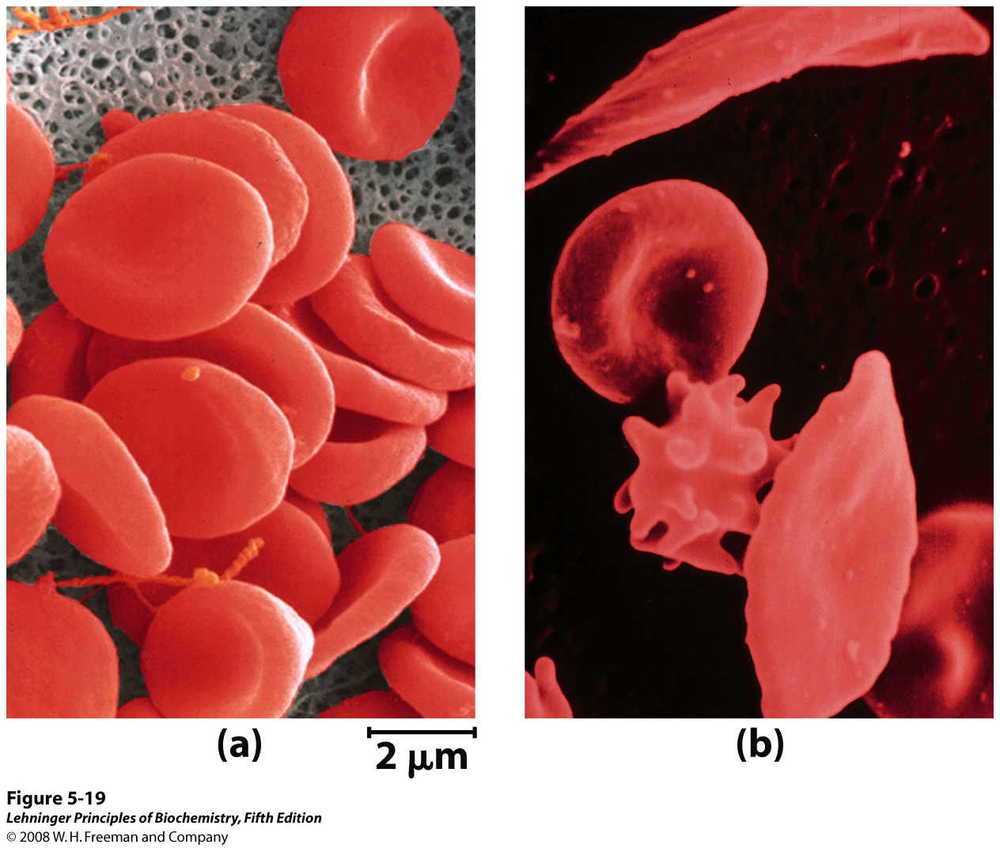 (a)
2 μm
(b)
Figure 5-19
Lehninger Principles of Biochemistry, Fifth Edition
© 2008 W. H. Freeman and Company